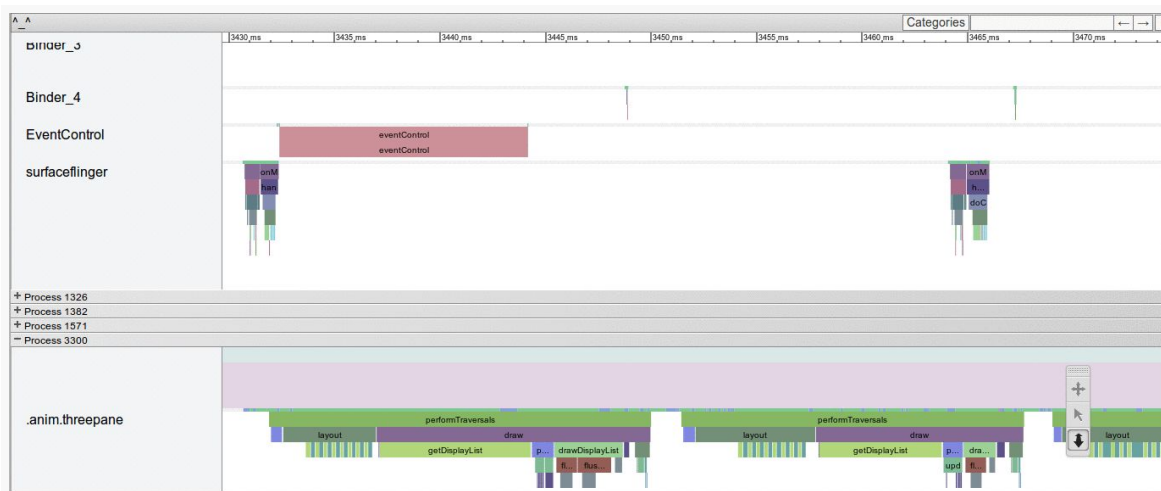 ^_^
Categories
← →
3430 ms 3435 ms 3440 ms 3445 ms 3450 ms 3455 ms 3460 ms 3465 ms 3470 ms
Binder_3
Binder_4
EventControl
eventControl
eventControl
surfaceflinger
onM onM
han h...
doC
+ Process 1326
+ Process 1382
+ Process 1571
− Process 3300
.anim.threepane
performTraversals performTraversals
layout draw layout draw layout
getDisplayList p... drawDisplayList getDisplayList p... dra...
fl... flus... upd fl...